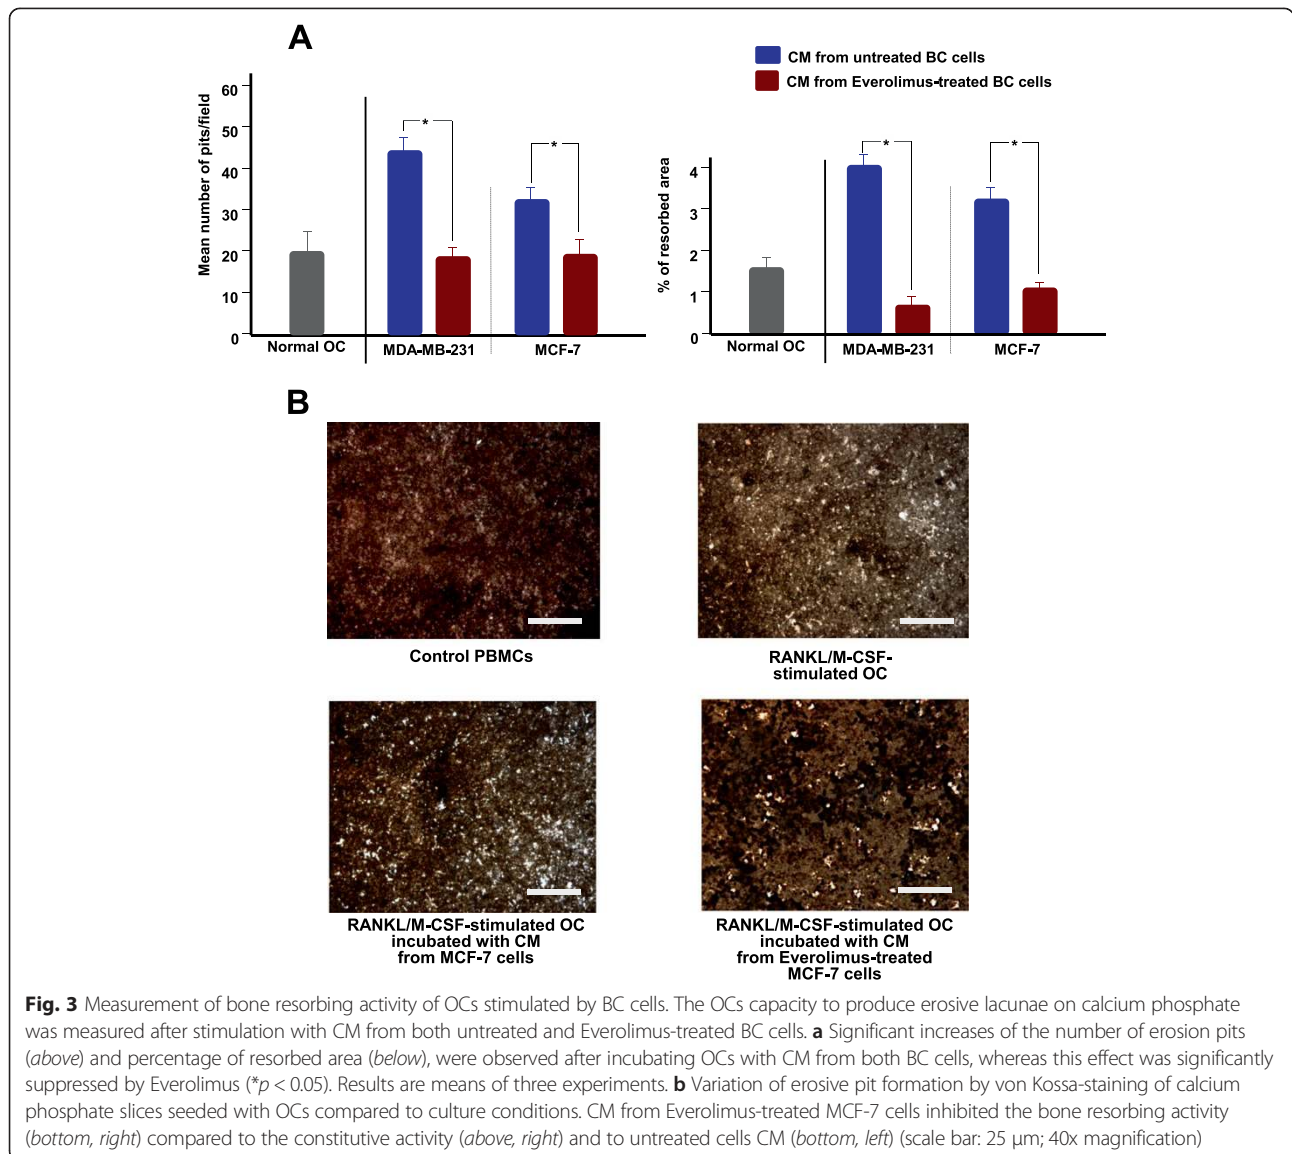 A
CM from untreated BC cells
CM from Everolimus-treated BC cells
Mean number of pits/field
60
50
40
30
20
10
0
*
*
Normal OC
MDA-MB-231
MCF-7
% of resorbed area
4
3
2
1
0
*
*
Normal OC
MDA-MB-231
MCF-7
B
Control PBMCs
RANKL/M-CSF-
stimulated OC
RANKL/M-CSF-stimulated OC
incubated with CM
from MCF-7 cells
RANKL/M-CSF-stimulated OC
incubated with CM
from Everolimus-treated
MCF-7 cells
Fig. 3 Measurement of bone resorbing activity of OCs stimulated by BC cells. The OCs capacity to produce erosive lacunae on calcium phosphate
was measured after stimulation with CM from both untreated and Everolimus-treated BC cells. a Significant increases of the number of erosion pits
(above) and percentage of resorbed area (below), were observed after incubating OCs with CM from both BC cells, whereas this effect was significantly
suppressed by Everolimus (*p < 0.05). Results are means of three experiments. b Variation of erosive pit formation by von Kossa-staining of calcium
phosphate slices seeded with OCs compared to culture conditions. CM from Everolimus-treated MCF-7 cells inhibited the bone resorbing activity
(bottom, right) compared to the constitutive activity (above, right) and to untreated cells CM (bottom, left) (scale bar: 25 μm; 40x magnification)